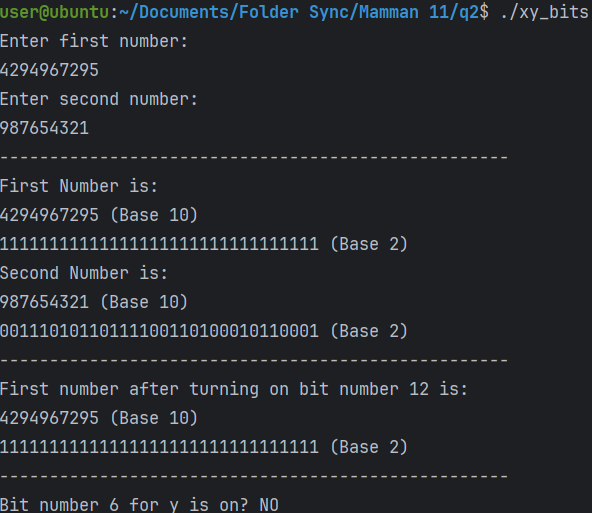 user@ubuntu:~/Documents/Folder Sync/Mamman 11/q2$ ./xy_bits
Enter first number:
4294967295
Enter second number:
987654321
---------------------------------------------------
First Number is:
4294967295 (Base 10)
11111111111111111111111111111111 (Base 2)
Second Number is:
987654321 (Base 10)
00111010110111100110100010110001 (Base 2)
---------------------------------------------------
First number after turning on bit number 12 is:
4294967295 (Base 10)
11111111111111111111111111111111 (Base 2)
---------------------------------------------------
Bit number 6 for y is on? NO